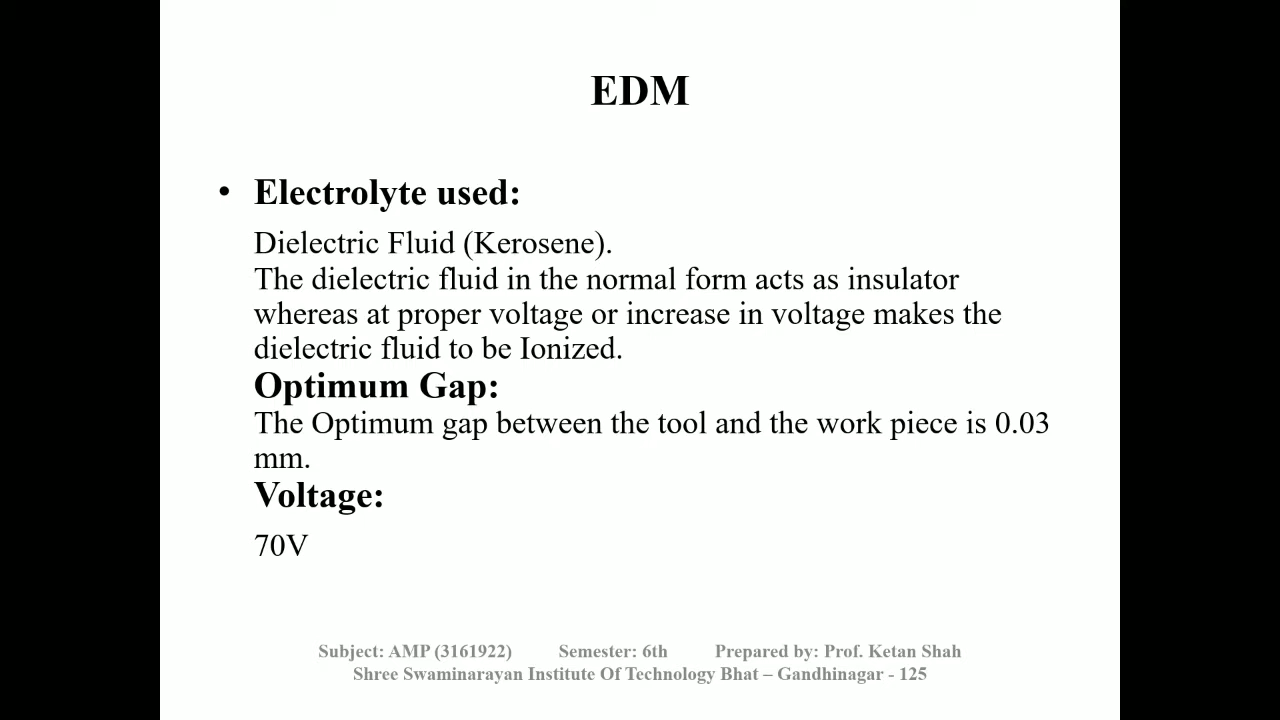 EDM
• Electrolyte used:
Dielectric Fluid (Kerosene).
The dielectric fluid in the normal form acts as insulator
whereas at proper voltage or increase in voltage makes the
dielectric fluid to be Ionized.
Optimum Gap:
The Optimum gap between the tool and the work piece is 0.03
mm.
Voltage:
70V
Subject: AMP (3161922) Semester: 6th Prepared by: Prof. Ketan Shah
Shree Swaminarayan Institute Of Technology Bhat – Gandhinagar - 125